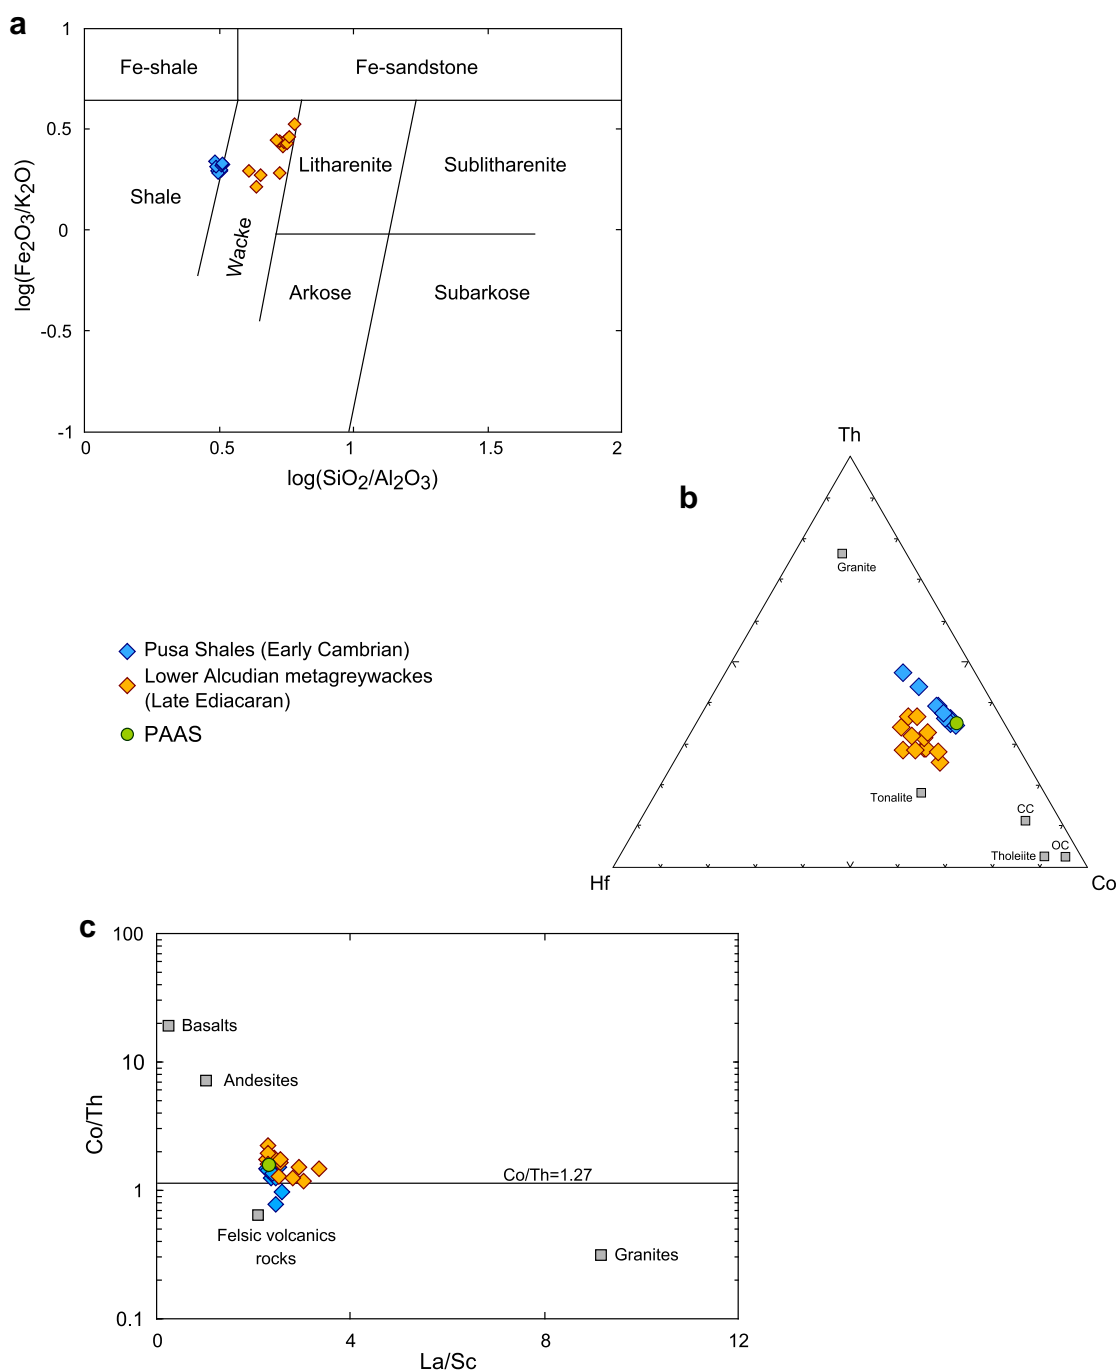 a
1
0.5
0
-0.5
-1
log(Fe2O3/K2O)
Fe-shale
Fe-sandstone
Shale
Wacke
Litharenite
Sublitharenite
Arkose
Subarkose
0
0.5
1
1.5
2
log(SiO2/Al2O3)
Pusa Shales (Early Cambrian)
Lower Alcudian metagreywackes
(Late Ediacaran)
PAAS
b
Th
Granite
Tonalite
CC
Tholeiite
OC
Hf
Co
c
100
10
1
0.1
Co/Th
Basalts
Andesites
Co/Th=1.27
Felsic volcanics
rocks
Granites
0
4
8
12
La/Sc